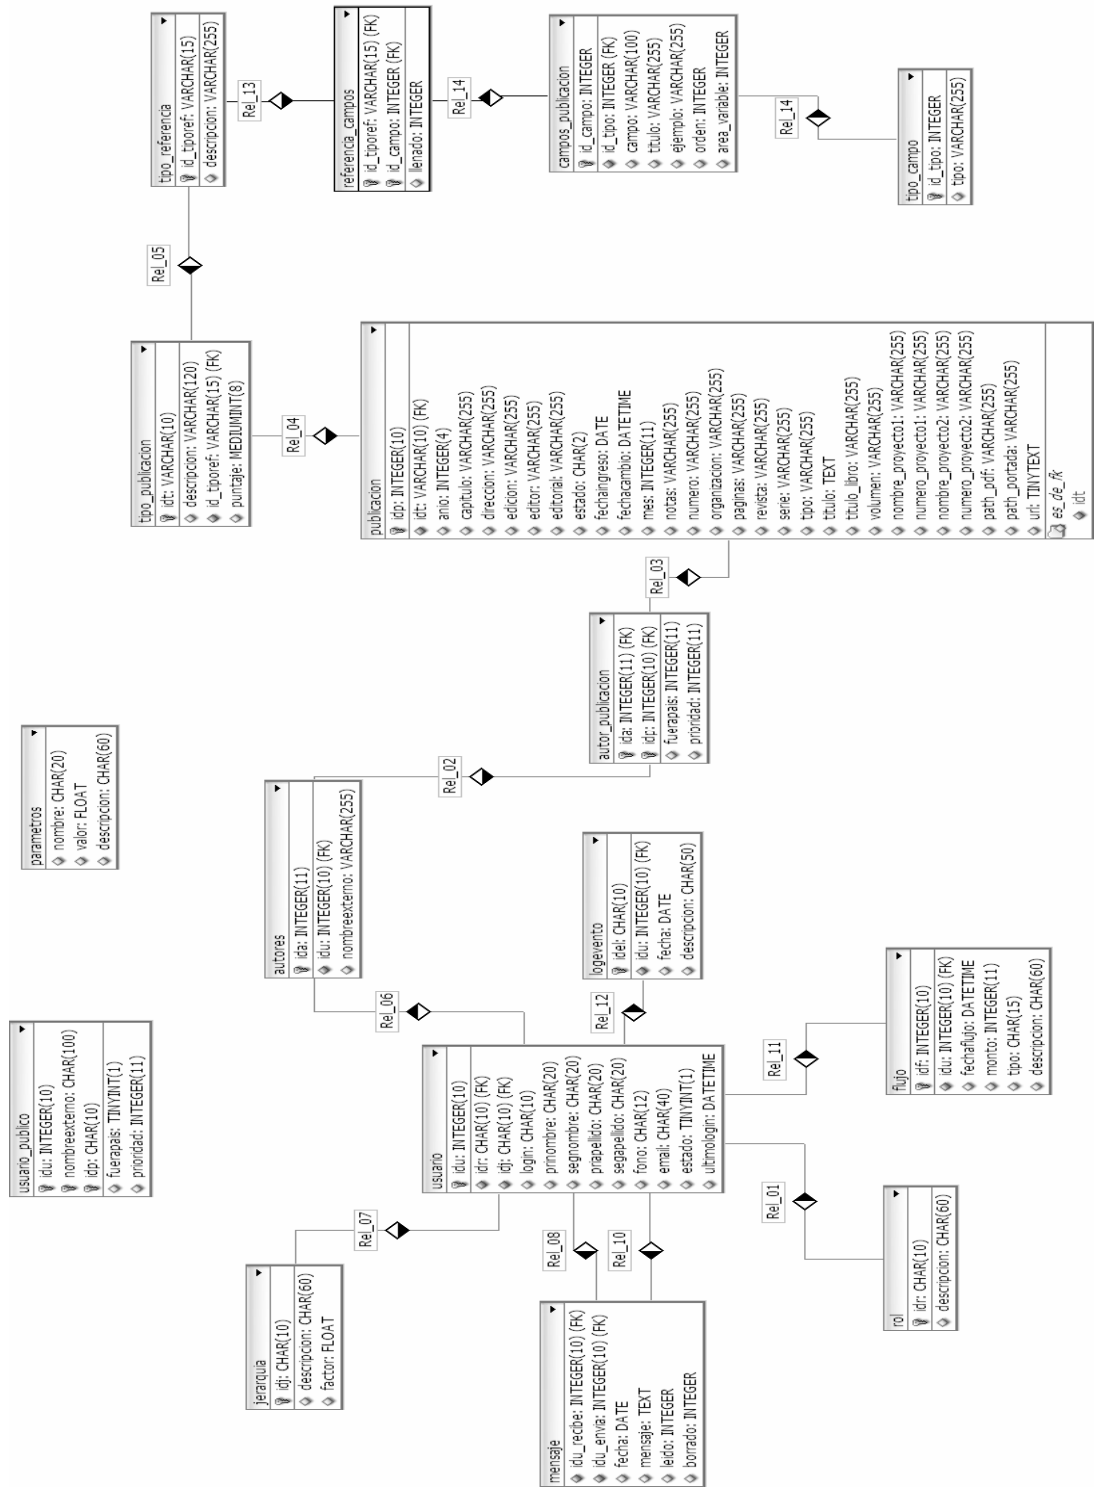 usuario_publico
idu: INTEGER(10)
nombreexterno: CHAR(100)
idp: CHAR(10)
fuerapais: TINYINT(1)
prioridad: INTEGER(11)
parametros
nombre: CHAR(20)
valor: FLOAT
descripcion: CHAR(60)
tipo_publicacion
idt: VARCHAR(10)
descripcion: VARCHAR(120)
id_tiporef: VARCHAR(15) (FK)
puntaje: MEDIUMINT(8)
Rel_05
tipo_referencia
id_tiporef: VARCHAR(15)
descripcion: VARCHAR(255)
Rel_13
jerarquia
idj: CHAR(10)
descripcion: CHAR(60)
factor: FLOAT
Rel_07
autores
ida: INTEGER(11)
idu: INTEGER(10) (FK)
nombreexterno: VARCHAR(255)
Rel_06
Rel_02
Rel_04
referencia_campos
id_tiporef: VARCHAR(15) (FK)
id_campo: INTEGER (FK)
llenado: INTEGER
Rel_14
usuario
idu: INTEGER(10)
idr: CHAR(10) (FK)
idj: CHAR(10) (FK)
login: CHAR(10)
prinombre: CHAR(20)
segnombre: CHAR(20)
priapellido: CHAR(20)
segapellido: CHAR(20)
fono: CHAR(12)
email: CHAR(40)
estado: TINYINT(1)
ultimologin: DATETIME
publicacion
idp: INTEGER(10)
idt: VARCHAR(10) (FK)
anio: INTEGER(4)
capitulo: VARCHAR(255)
direccion: VARCHAR(255)
edicion: VARCHAR(255)
editor: VARCHAR(255)
editorial: VARCHAR(255)
estado: CHAR(2)
fechaingreso: DATE
fechacambio: DATETIME
mes: INTEGER(11)
notas: VARCHAR(255)
numero: VARCHAR(255)
organizacion: VARCHAR(255)
paginas: VARCHAR(255)
revista: VARCHAR(255)
serie: VARCHAR(255)
tipo: VARCHAR(255)
titulo: TEXT
titulo_libro: VARCHAR(255)
volumen: VARCHAR(255)
nombre_proyecto1: VARCHAR(255)
numero_proyecto1: VARCHAR(255)
nombre_proyecto2: VARCHAR(255)
numero_proyecto2: VARCHAR(255)
path_pdf: VARCHAR(255)
path_portada: VARCHAR(255)
url: TINYTEXT
es_de_fk
idt
mensaje
idu_recibe: INTEGER(10) (FK)
idu_envia: INTEGER(10) (FK)
fecha: DATE
mensaje: TEXT
leido: INTEGER
borrado: INTEGER
Rel_08
Rel_10
Rel_12
logevento
idel: CHAR(10)
idu: INTEGER(10) (FK)
fecha: DATE
descripcion: CHAR(50)
autor_publicacion
ida: INTEGER(11) (FK)
idp: INTEGER(10) (FK)
fuerapais: INTEGER(11)
prioridad: INTEGER(11)
Rel_03
campos_publicacion
id_campo: INTEGER
id_tipo: INTEGER (FK)
campo: VARCHAR(100)
titulo: VARCHAR(255)
ejemplo: VARCHAR(255)
orden: INTEGER
area_variable: INTEGER
Rel_01
Rel_11
Rel_14
rol
idr: CHAR(10)
descripcion: CHAR(60)
flujo
idf: INTEGER(10)
idu: INTEGER(10) (FK)
fechaflujo: DATETIME
monto: INTEGER(11)
tipo: CHAR(15)
descripcion: CHAR(60)
tipo_campo
id_tipo: INTEGER
tipo: VARCHAR(255)